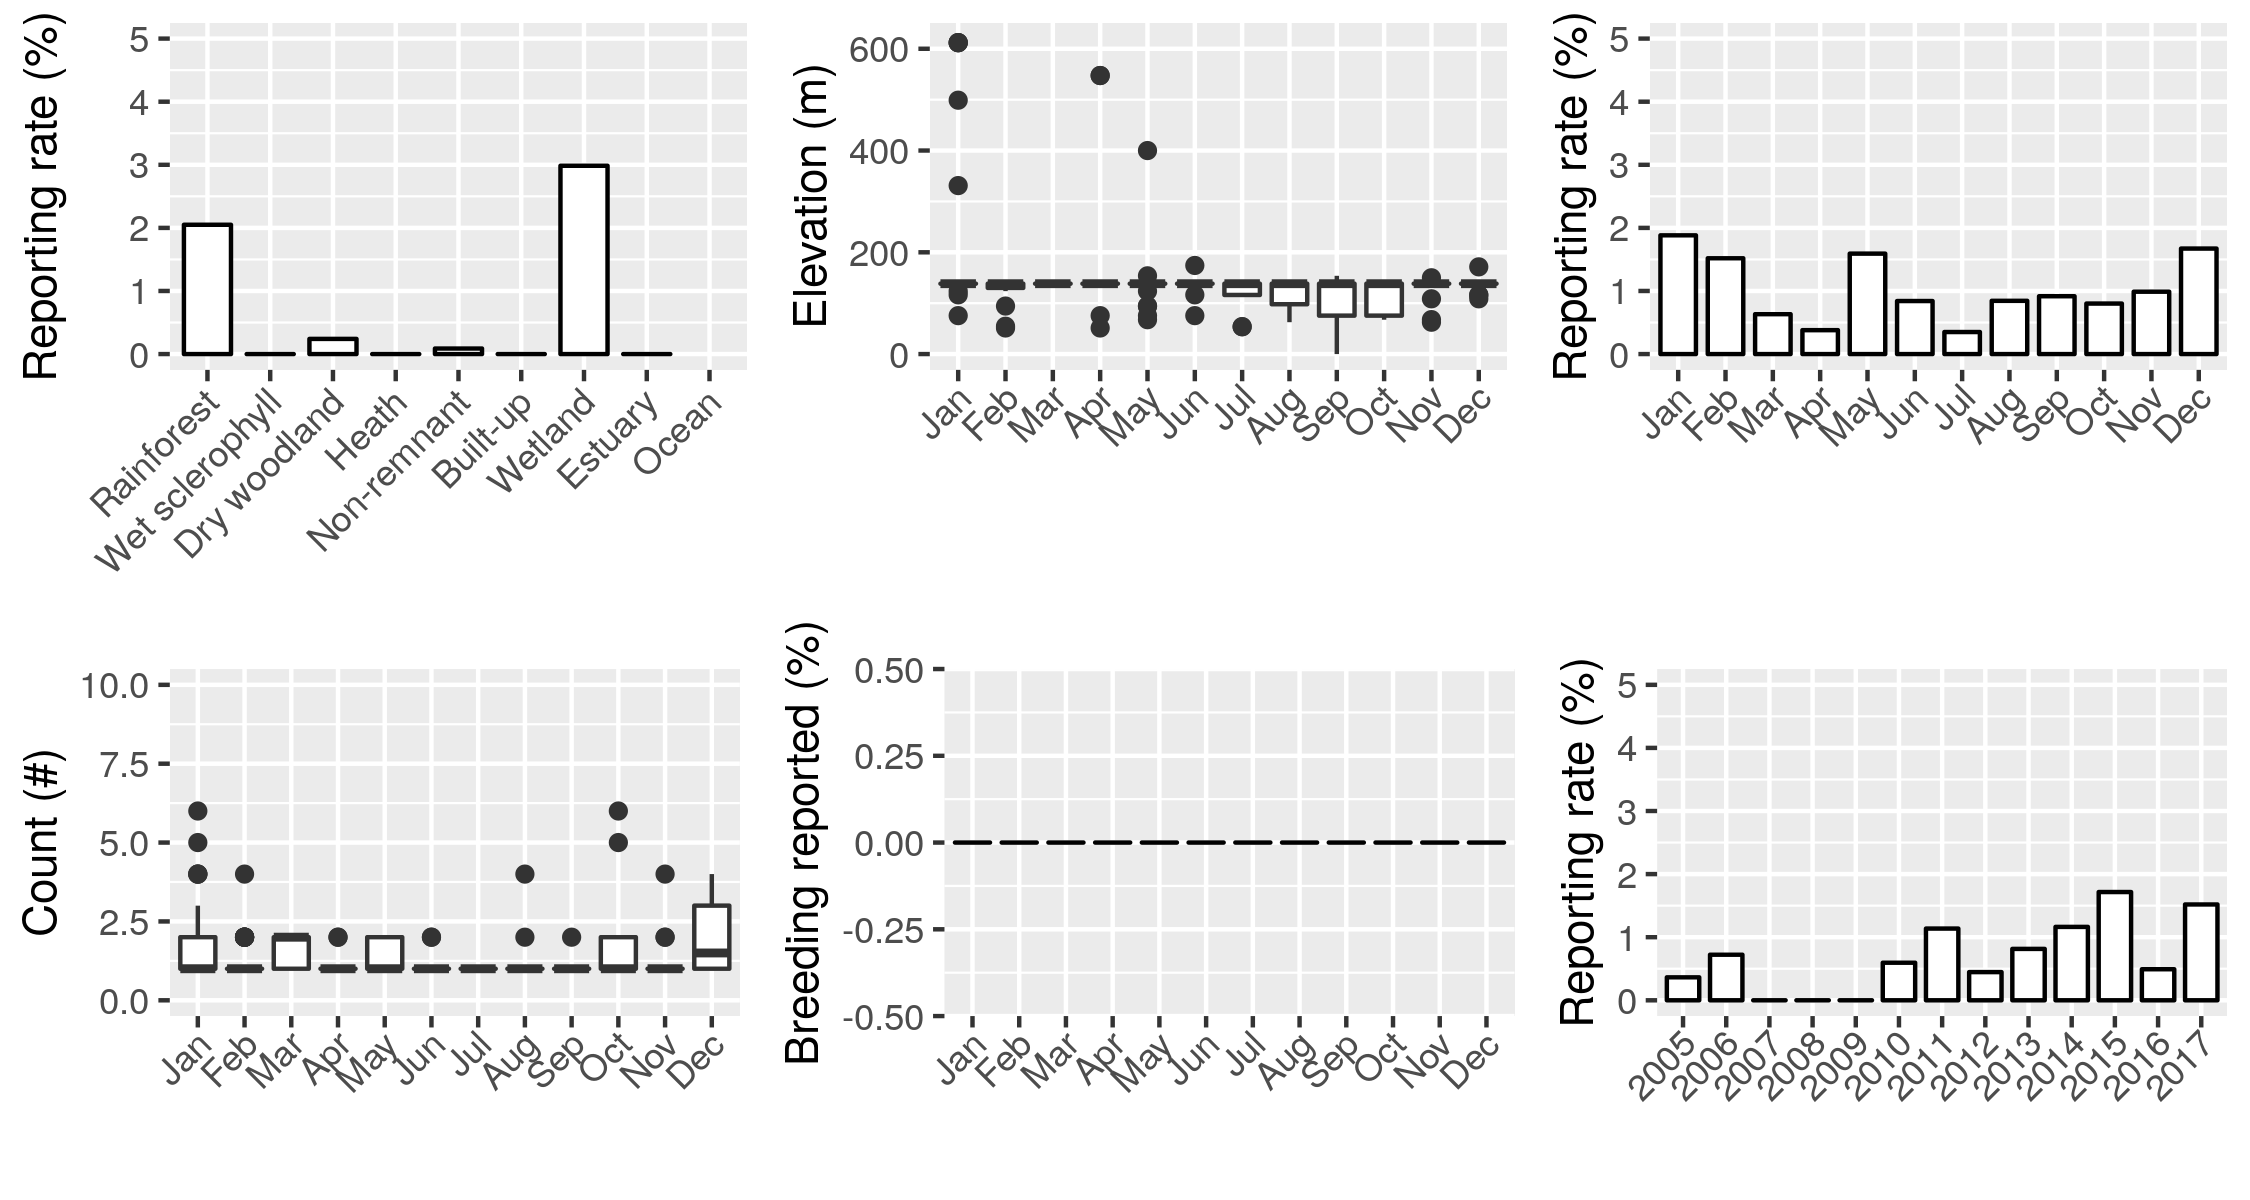 Reporting rate (%)
5
4
3
2
1
0
Rainforest
Wet sclerophyll
Dry woodland
Heath
Non-remnant
Built-up
Wetland
Estuary
Ocean
Elevation (m)
600
400
200
0
Jan
Feb
Mar
Apr
May
Jun
Jul
Aug
Sep
Oct
Nov
Dec
Reporting rate (%)
5
4
3
2
1
0
Jan
Feb
Mar
Apr
May
Jun
Jul
Aug
Sep
Oct
Nov
Dec
Count (#)
10.0
7.5
5.0
2.5
0.0
Jan
Feb
Mar
Apr
May
Jun
Jul
Aug
Sep
Oct
Nov
Dec
Breeding reported (%)
0.50
0.25
0.00
-0.25
-0.50
Jan
Feb
Mar
Apr
May
Jun
Jul
Aug
Sep
Oct
Nov
Dec
Reporting rate (%)
5
4
3
2
1
0
2005
2006
2007
2008
2009
2010
2011
2012
2013
2014
2015
2016
2017